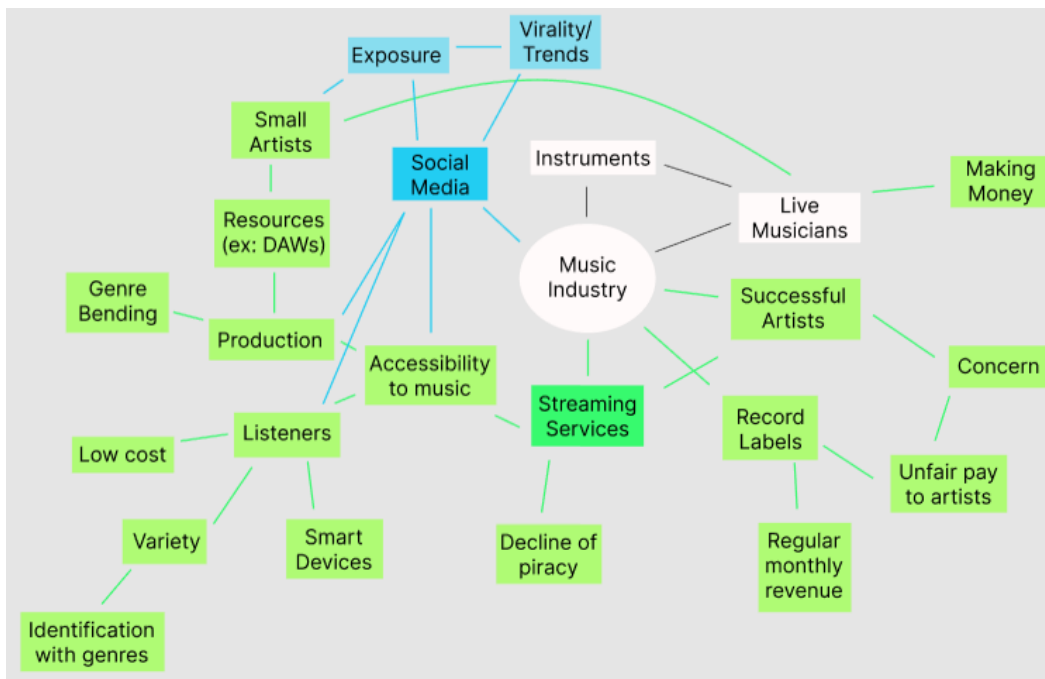 Virality/
Trends
Exposure
Small
Artists
Social
Media
Instruments
Making
Money
Live
Musicians
Resources
(ex: DAWs)
Music
Industry
Genre
Bending
Production
Successful
Artists
Accessibility
to music
Concern
Streaming
Services
Record
Labels
Listeners
Low cost
Unfair pay
to artists
Variety
Smart
Devices
Decline of
piracy
Regular
monthly
revenue
Identification
with genres